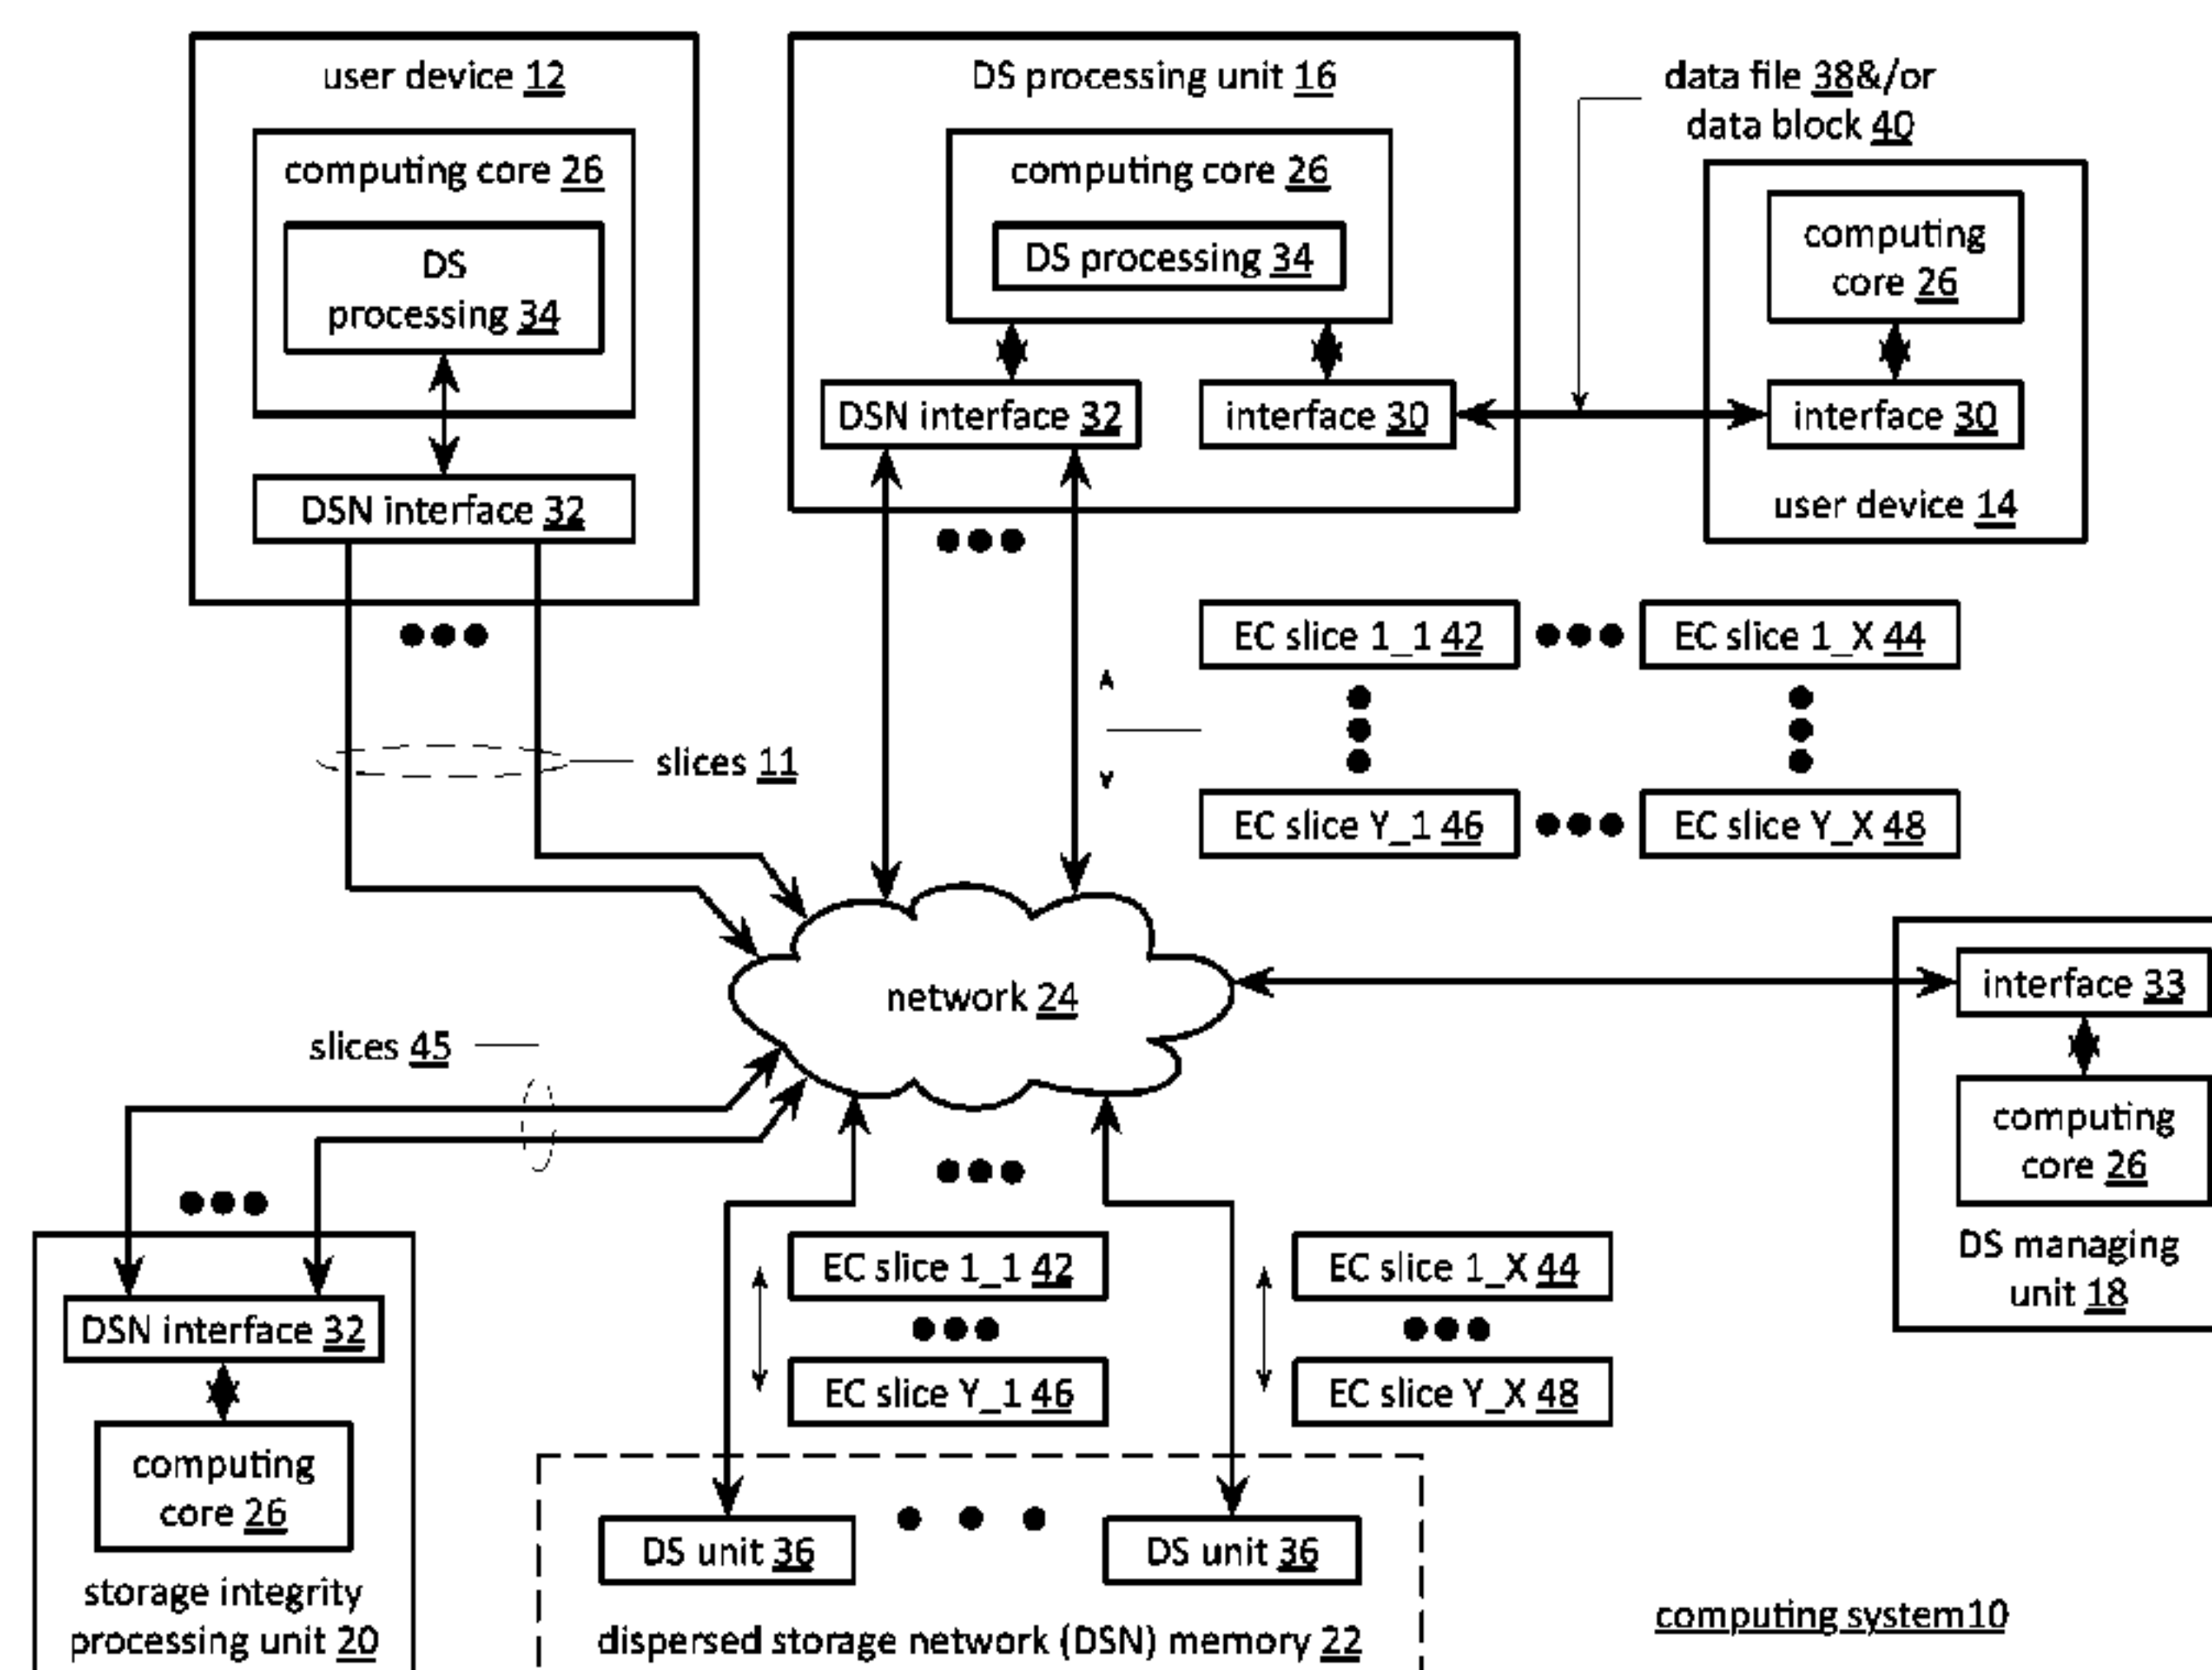 user device 12
computing core 26
DS
processing 34
DSN interface 32
DS processing unit 16
computing core 26
DS processing 34
DSN interface 32
interface 30
data file 38&/or
data block 40
computing
core 26
interface 30
user device 14
EC slice 1_1 42
EC slice 1_X 44
EC slice Y_1 46
EC slice Y_X 48
slices 11
network 24
interface 33
computing
core 26
DS managing
unit 18
slices 45
DSN interface 32
computing
core 26
storage integrity
processing unit 20
EC slice 1_1 42
EC slice Y_1 46
EC slice 1_X 44
EC slice Y_X 48
DS unit 36
DS unit 36
dispersed storage network (DSN) memory 22
computing system10